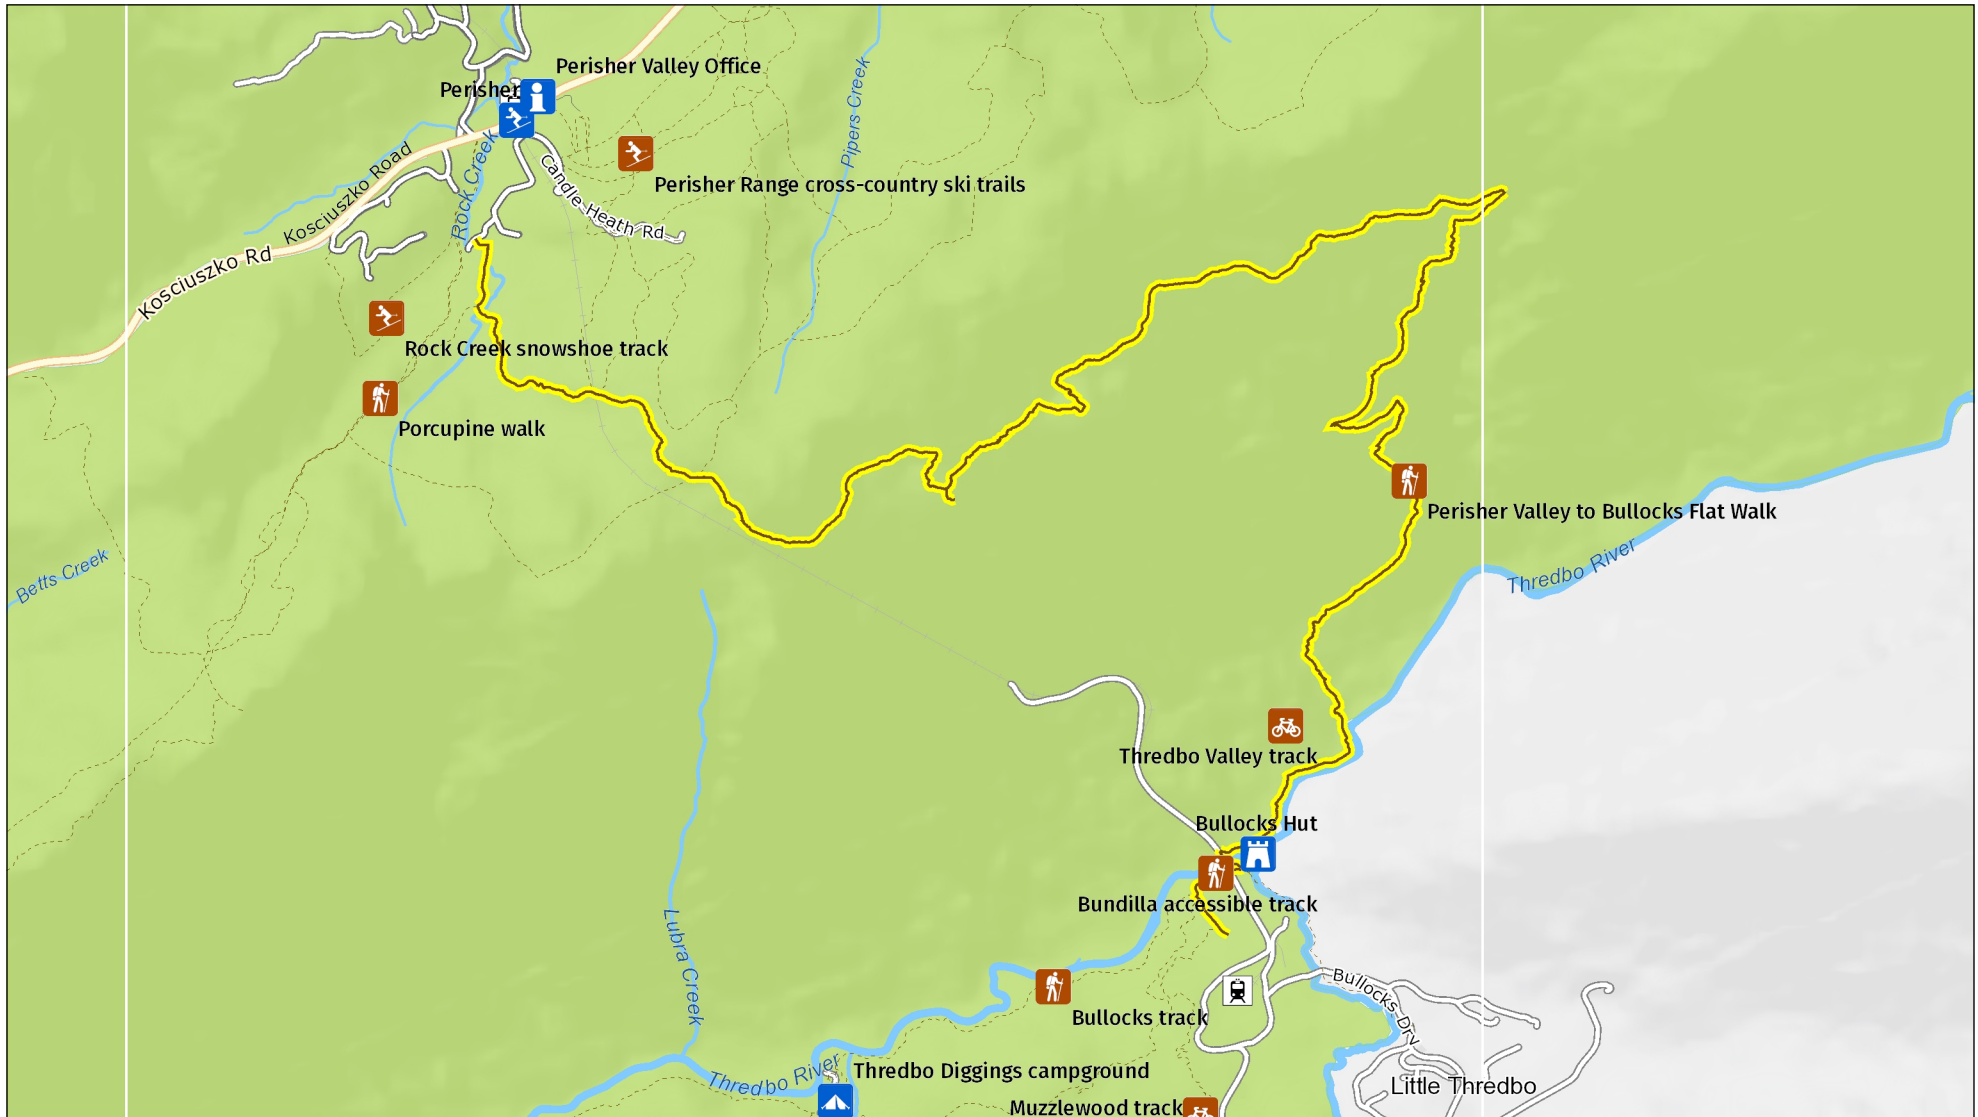 Perisher Valley Office
Perisher
Pipers Creek
Kosciuszko Road
Rock Creek
Candle Heath Rd
Perisher Range cross-country ski trails
Kosciuszko Rd
Rock Creek snowshoe track
Porcupine walk
Perisher Valley to Bullocks Flat Walk
Betts Creek
Thredbo River
Thredbo Valley track
Bullocks Hut
Bundilla accessible track
Lubra Creek
Bullocks Drv
Bullocks track
Thredbo River
Thredbo Diggings campground
Little Thredbo
Muzzlewood track